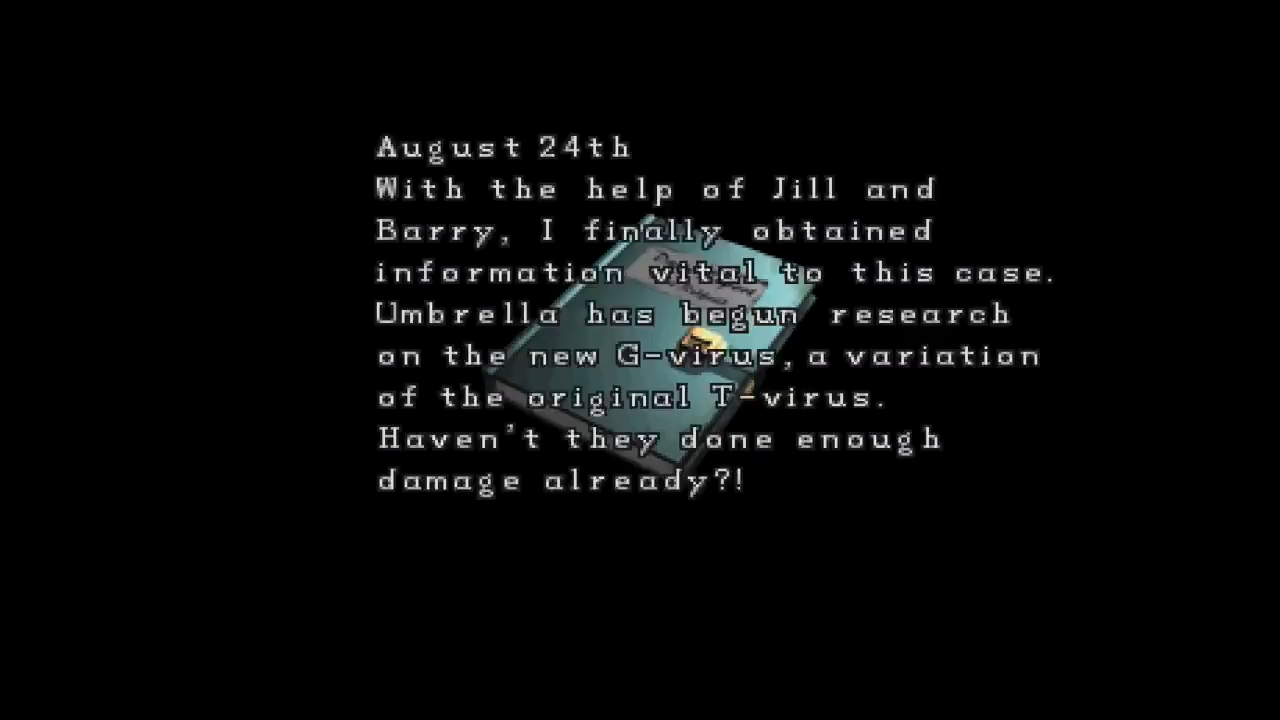 August 24th
With the help of Jill and
Barry, I finally obtained
information vital to this case.
Umbrella has begun research
on the new G-virus, a variation
of the original T-virus.
Haven't they done enough
damage already?!